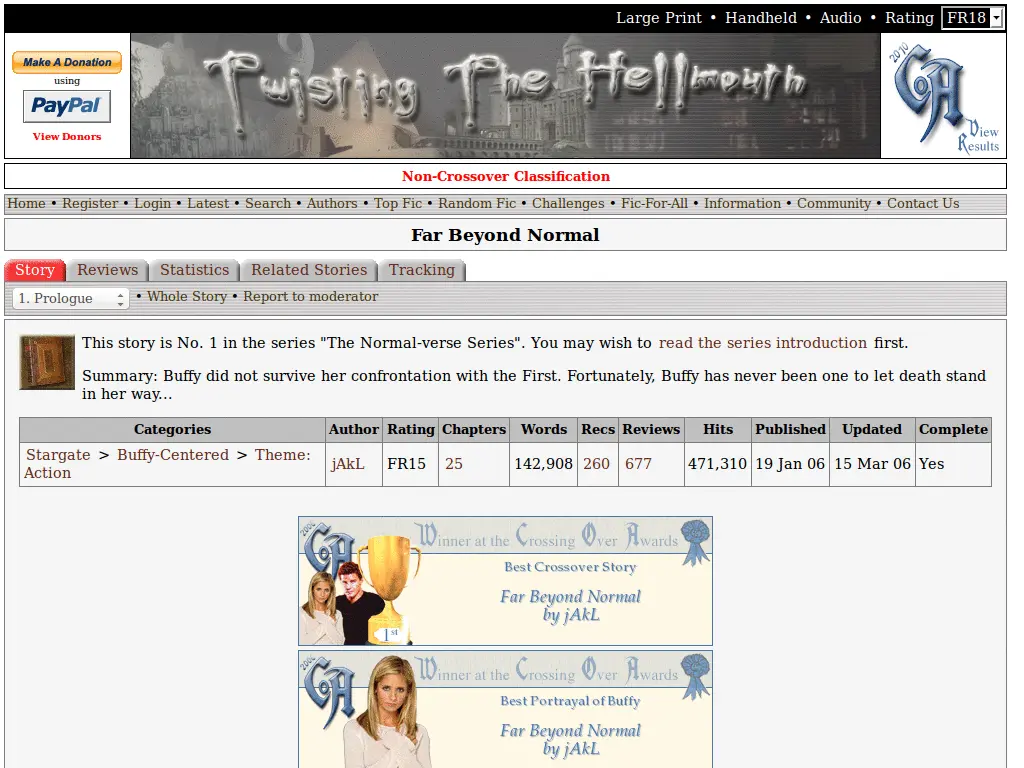 Large Print • Handheld • Audio • Rating FR18
Make A Donation
using
PayPal
View Donors
Twisting The Hellmouth
2010
CoA
View
Results
Non-Crossover Classification
Home • Register • Login • Latest • Search • Authors • Top Fic • Random Fic • Challenges • Fic-For-All • Information • Community • Contact Us
Far Beyond Normal
Story Reviews Statistics Related Stories Tracking
1. Prologue • Whole Story • Report to moderator
This story is No. 1 in the series "The Normal-verse Series". You may wish to read the series introduction first.
Summary: Buffy did not survive her confrontation with the First. Fortunately, Buffy has never been one to let death stand
in her way...
Categories Author Rating Chapters Words Recs Reviews Hits Published Updated Complete
Stargate > Buffy-Centered > Theme: Action jAkL FR15 25 142,908 260 677 471,310 19 Jan 06 15 Mar 06 Yes
CoA
Winner at the Crossing Over Awards
Best Crossover Story
Far Beyond Normal
by jAkL
1st
CoA
Winner at the Crossing Over Awards
Best Portrayal of Buffy
Far Beyond Normal
by jAkL